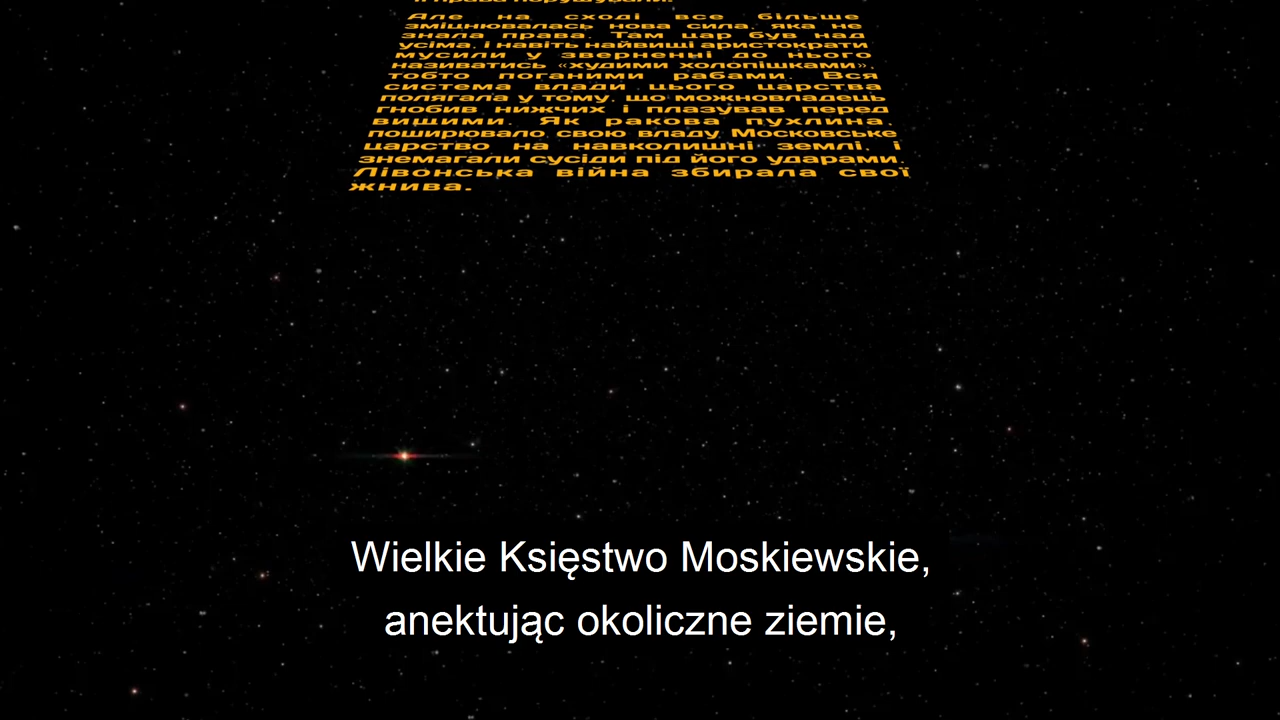 її права порушували.
Але на сході все більше
зміцнювалась нова сила, яка не
знала права. Там цар був над
усіма, і навіть найвищі аристократи
мусили у зверненні до нього
називатись «худими холопішками»,
тобто поганими рабами. Вся
система влади цього царства
полягала у тому, що можновладець
гнобив нижчих і плазував перед
вищими. Як ракова пухлина,
поширювало свою владу Московське
царство на навколишні землі, і
знемагали сусіди під його ударами.
Лівонська війна збирала свої
жнива.
Wielkie Księstwo Moskiewskie,
anektując okoliczne ziemie,